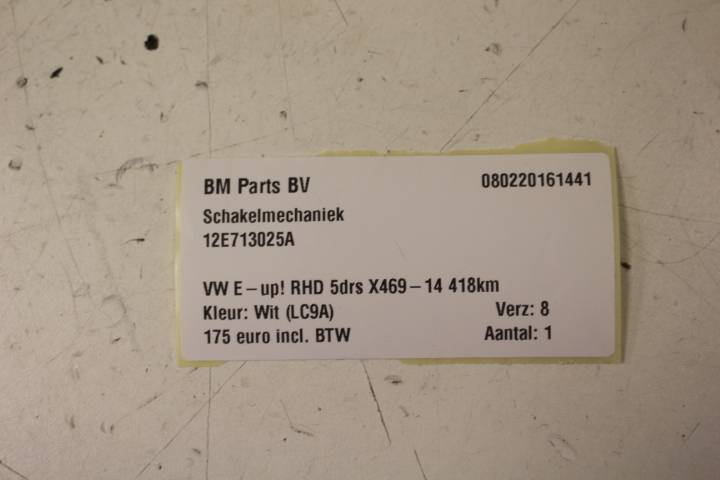 BM Parts BV 080220161441
Schakelmechaniek
12E713025A
VW E-up! RHD 5drs X469-14 418km
Kleur: Wit (LC9A) Verz: 8
175 euro incl. BTW Aantal: 1